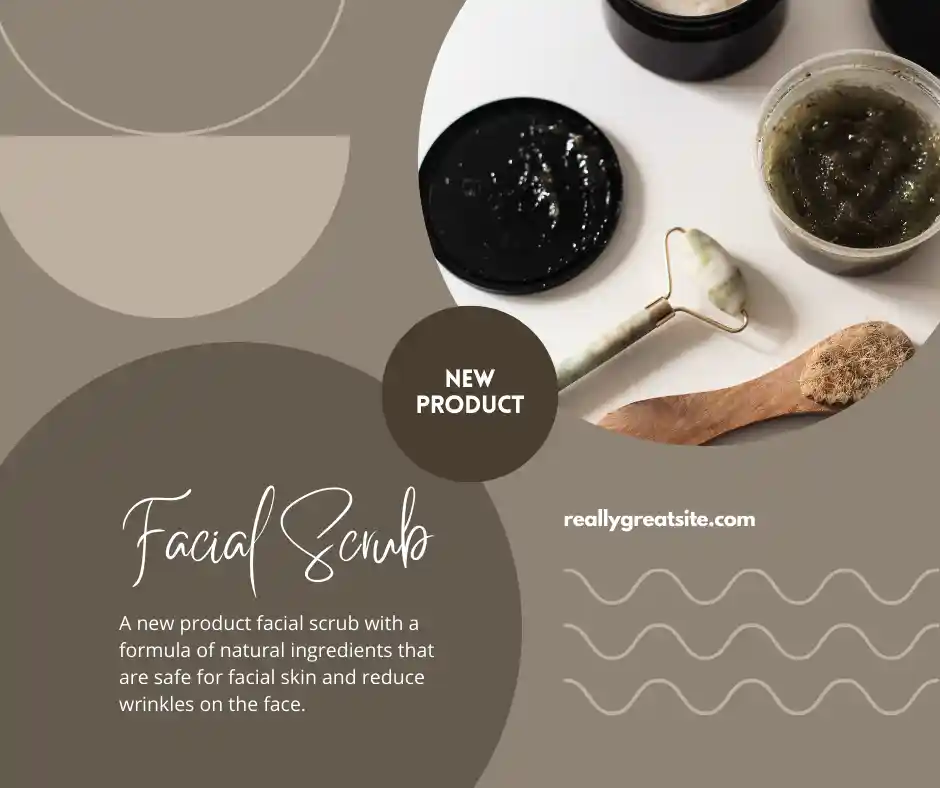 NEW
PRODUCT
Facial Scrub
A new product facial scrub with a
formula of natural ingredients that
are safe for facial skin and reduce
wrinkles on the face.
reallygreatsite.com